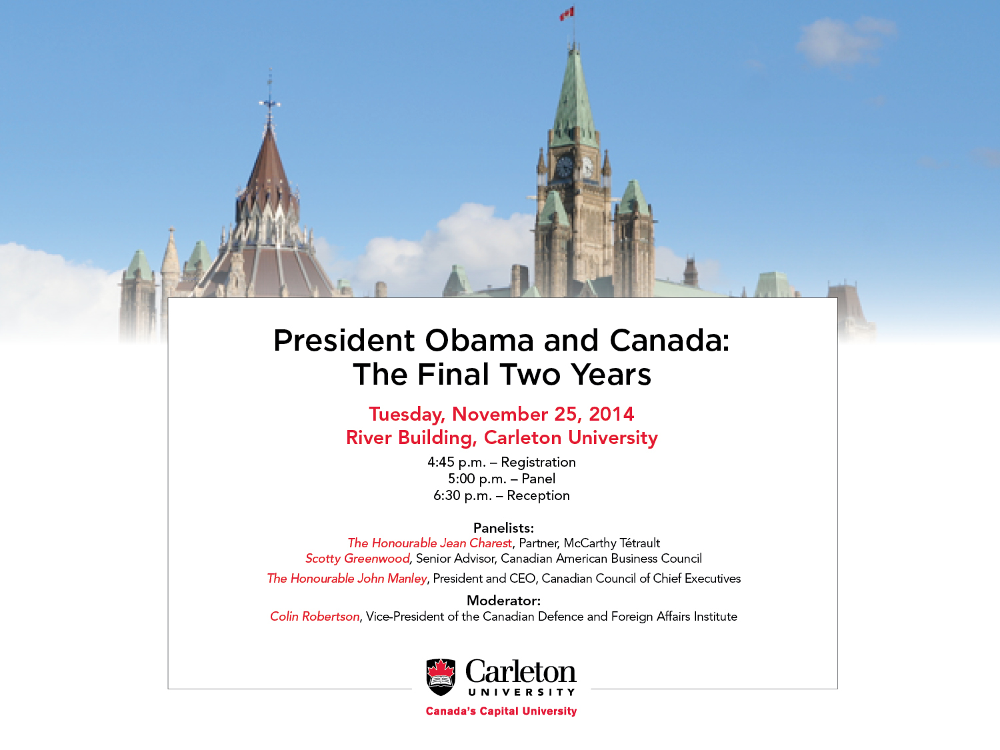 President Obama and Canada:
The Final Two Years
Tuesday, November 25, 2014
River Building, Carleton University
4:45 p.m. – Registration
5:00 p.m. – Panel
6:30 p.m. – Reception
Panelists:
The Honourable Jean Charest, Partner, McCarthy Tétrault
Scotty Greenwood, Senior Advisor, Canadian American Business Council
The Honourable John Manley, President and CEO, Canadian Council of Chief Executives
Moderator:
Colin Robertson, Vice-President of the Canadian Defence and Foreign Affairs Institute
Carleton
UNIVERSITY
Canada's Capital University